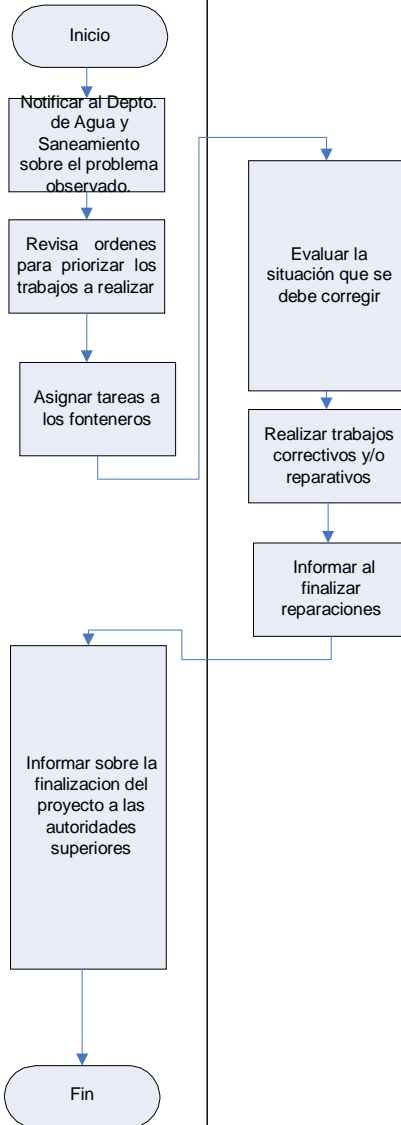 Inicio
Notificar al Depto.
de Agua y
Saneamiento
sobre el problema
observado.
Revisa ordenes
para priorizar los
trabajos a realizar
Asignar tareas a
los fonteneros
Evaluar la
situación que se
debe corregir
Realizar trabajos
correctivos y/o
reparativos
Informar al
finalizar
reparaciones
Informar sobre la
finalizacion del
proyecto a las
autoridades
superiores
Fin